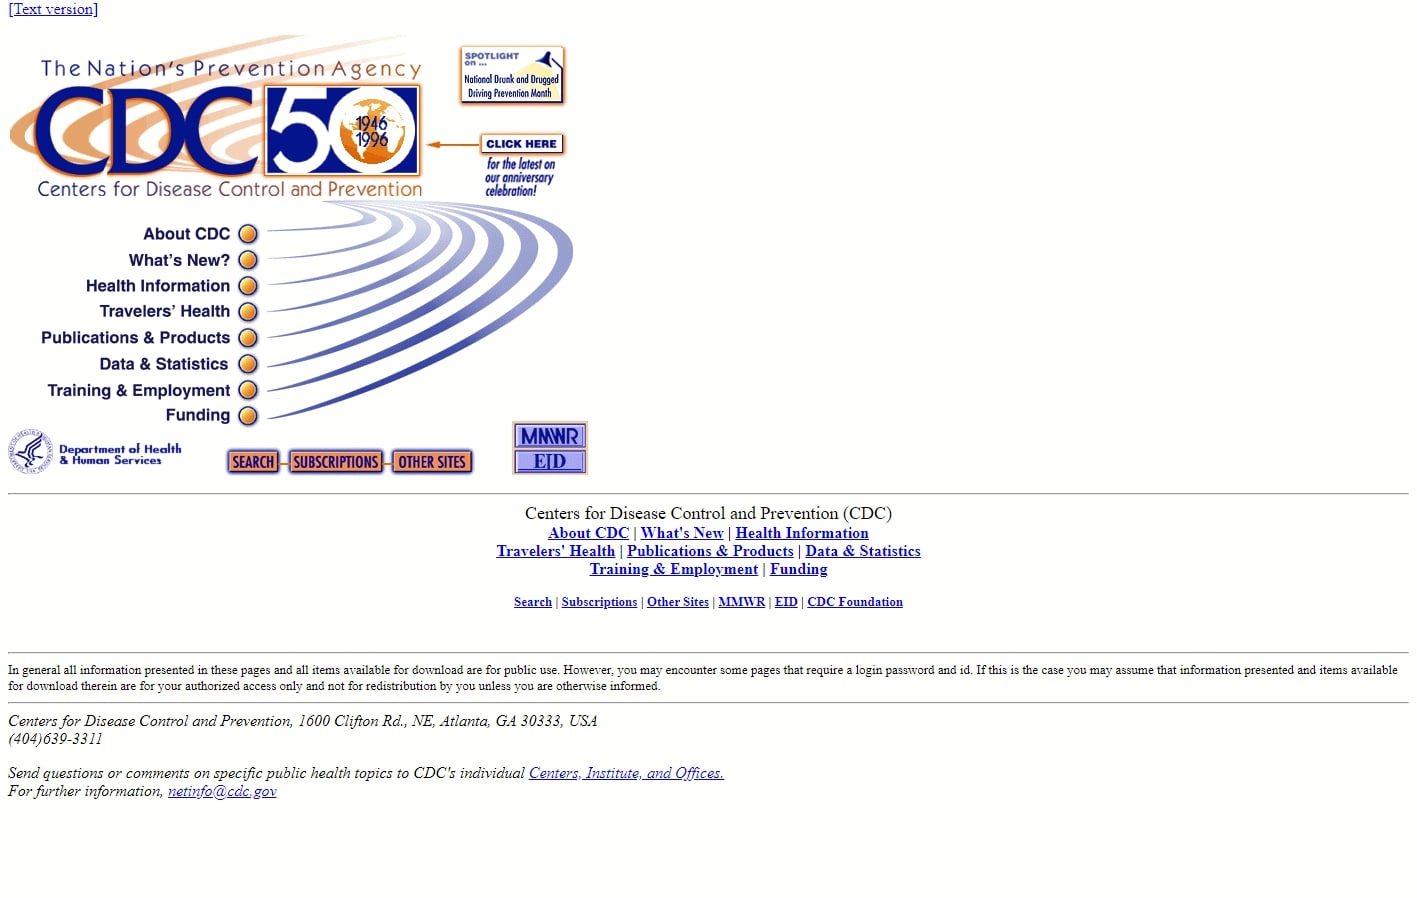 [Text version]
The Nation's Prevention Agency
CDC 50
1946
1996
Centers for Disease Control and Prevention
SPOTLIGHT
on ...
National Drunk and Drugged
Driving Prevention Month
CLICK HERE
for the latest on
our anniversary
celebration!
About CDC
What's New?
Health Information
Travelers' Health
Publications & Products
Data & Statistics
Training & Employment
Funding
Department of Health
& Human Services
SEARCH SUBSCRIPTIONS OTHER SITES
MMWR
EID
Centers for Disease Control and Prevention (CDC)
About CDC | What's New | Health Information
Travelers' Health | Publications & Products | Data & Statistics
Training & Employment | Funding
Search | Subscriptions | Other Sites | MMWR | EID | CDC Foundation
In general all information presented in these pages and all items available for download are for public use. However, you may encounter some pages that require a login password and id. If this is the case you may assume that information presented and items available
for download therein are for your authorized access only and not for redistribution by you unless you are otherwise informed.
Centers for Disease Control and Prevention, 1600 Clifton Rd., NE, Atlanta, GA 30333, USA
(404)639-3311
Send questions or comments on specific public health topics to CDC's individual Centers, Institute, and Offices.
For further information, netinfo@cdc.gov